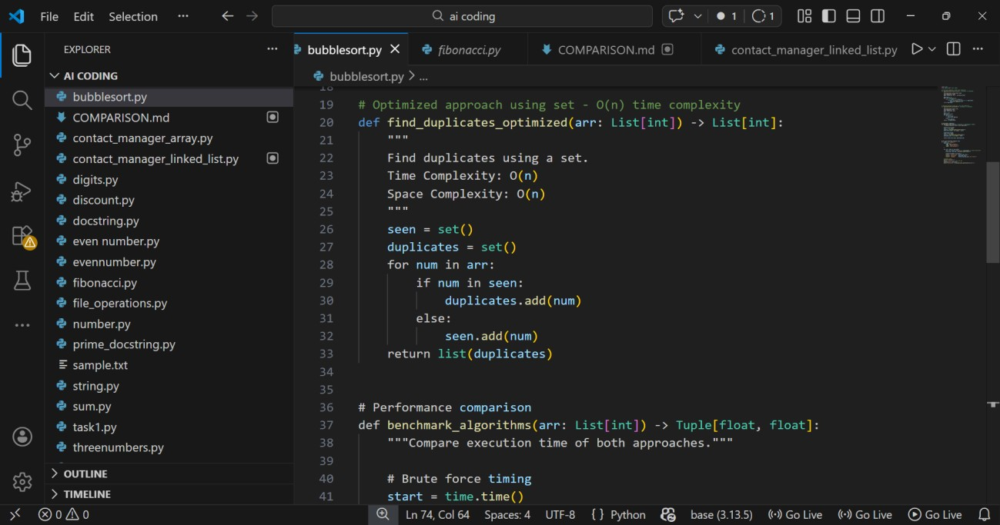 File Edit Selection ··· ai coding 1 1
EXPLORER ···
AI CODING
bubblesort.py
COMPARISON.md
contact_manager_array.py
contact_manager_linked_list.py
digits.py
discount.py
docstring.py
even number.py
evennumber.py
fibonacci.py
file_operations.py
number.py
prime_docstring.py
sample.txt
string.py
sum.py
task1.py
threenumbers.py
OUTLINE
TIMELINE
bubblesort.py fibonacci.py COMPARISON.md contact_manager_linked_list.py ···
bubblesort.py > ...
18
19 # Optimized approach using set - O(n) time complexity
20 def find_duplicates_optimized(arr: List[int]) -> List[int]:
21     """
22     Find duplicates using a set.
23     Time Complexity: O(n)
24     Space Complexity: O(n)
25     """
26     seen = set()
27     duplicates = set()
28     for num in arr:
29         if num in seen:
30             duplicates.add(num)
31         else:
32             seen.add(num)
33     return list(duplicates)
34
35
36 # Performance comparison
37 def benchmark_algorithms(arr: List[int]) -> Tuple[float, float]:
38     """Compare execution time of both approaches."""
39
40     # Brute force timing
41     start = time.time()
0 0 Ln 74, Col 64 Spaces: 4 UTF-8 { } Python base (3.13.5) Go Live Go Live Go Live